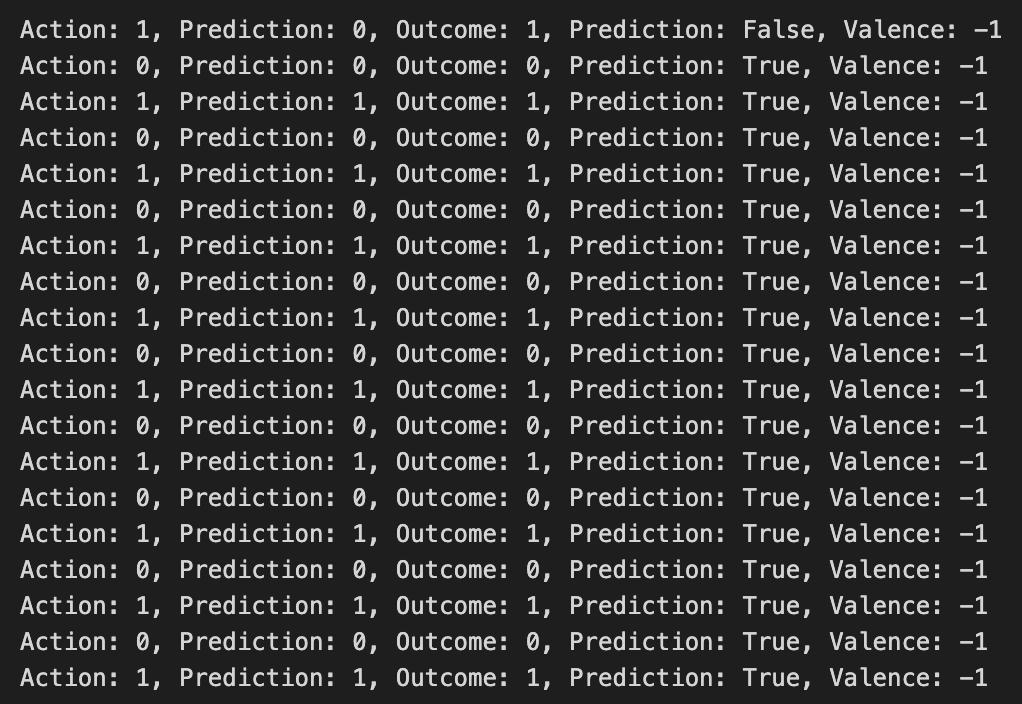 Action: 1, Prediction: 0, Outcome: 1, Prediction: False, Valence: -1
Action: 0, Prediction: 0, Outcome: 0, Prediction: True, Valence: -1
Action: 1, Prediction: 1, Outcome: 1, Prediction: True, Valence: -1
Action: 0, Prediction: 0, Outcome: 0, Prediction: True, Valence: -1
Action: 1, Prediction: 1, Outcome: 1, Prediction: True, Valence: -1
Action: 0, Prediction: 0, Outcome: 0, Prediction: True, Valence: -1
Action: 1, Prediction: 1, Outcome: 1, Prediction: True, Valence: -1
Action: 0, Prediction: 0, Outcome: 0, Prediction: True, Valence: -1
Action: 1, Prediction: 1, Outcome: 1, Prediction: True, Valence: -1
Action: 0, Prediction: 0, Outcome: 0, Prediction: True, Valence: -1
Action: 1, Prediction: 1, Outcome: 1, Prediction: True, Valence: -1
Action: 0, Prediction: 0, Outcome: 0, Prediction: True, Valence: -1
Action: 1, Prediction: 1, Outcome: 1, Prediction: True, Valence: -1
Action: 0, Prediction: 0, Outcome: 0, Prediction: True, Valence: -1
Action: 1, Prediction: 1, Outcome: 1, Prediction: True, Valence: -1
Action: 0, Prediction: 0, Outcome: 0, Prediction: True, Valence: -1
Action: 1, Prediction: 1, Outcome: 1, Prediction: True, Valence: -1
Action: 0, Prediction: 0, Outcome: 0, Prediction: True, Valence: -1
Action: 1, Prediction: 1, Outcome: 1, Prediction: True, Valence: -1